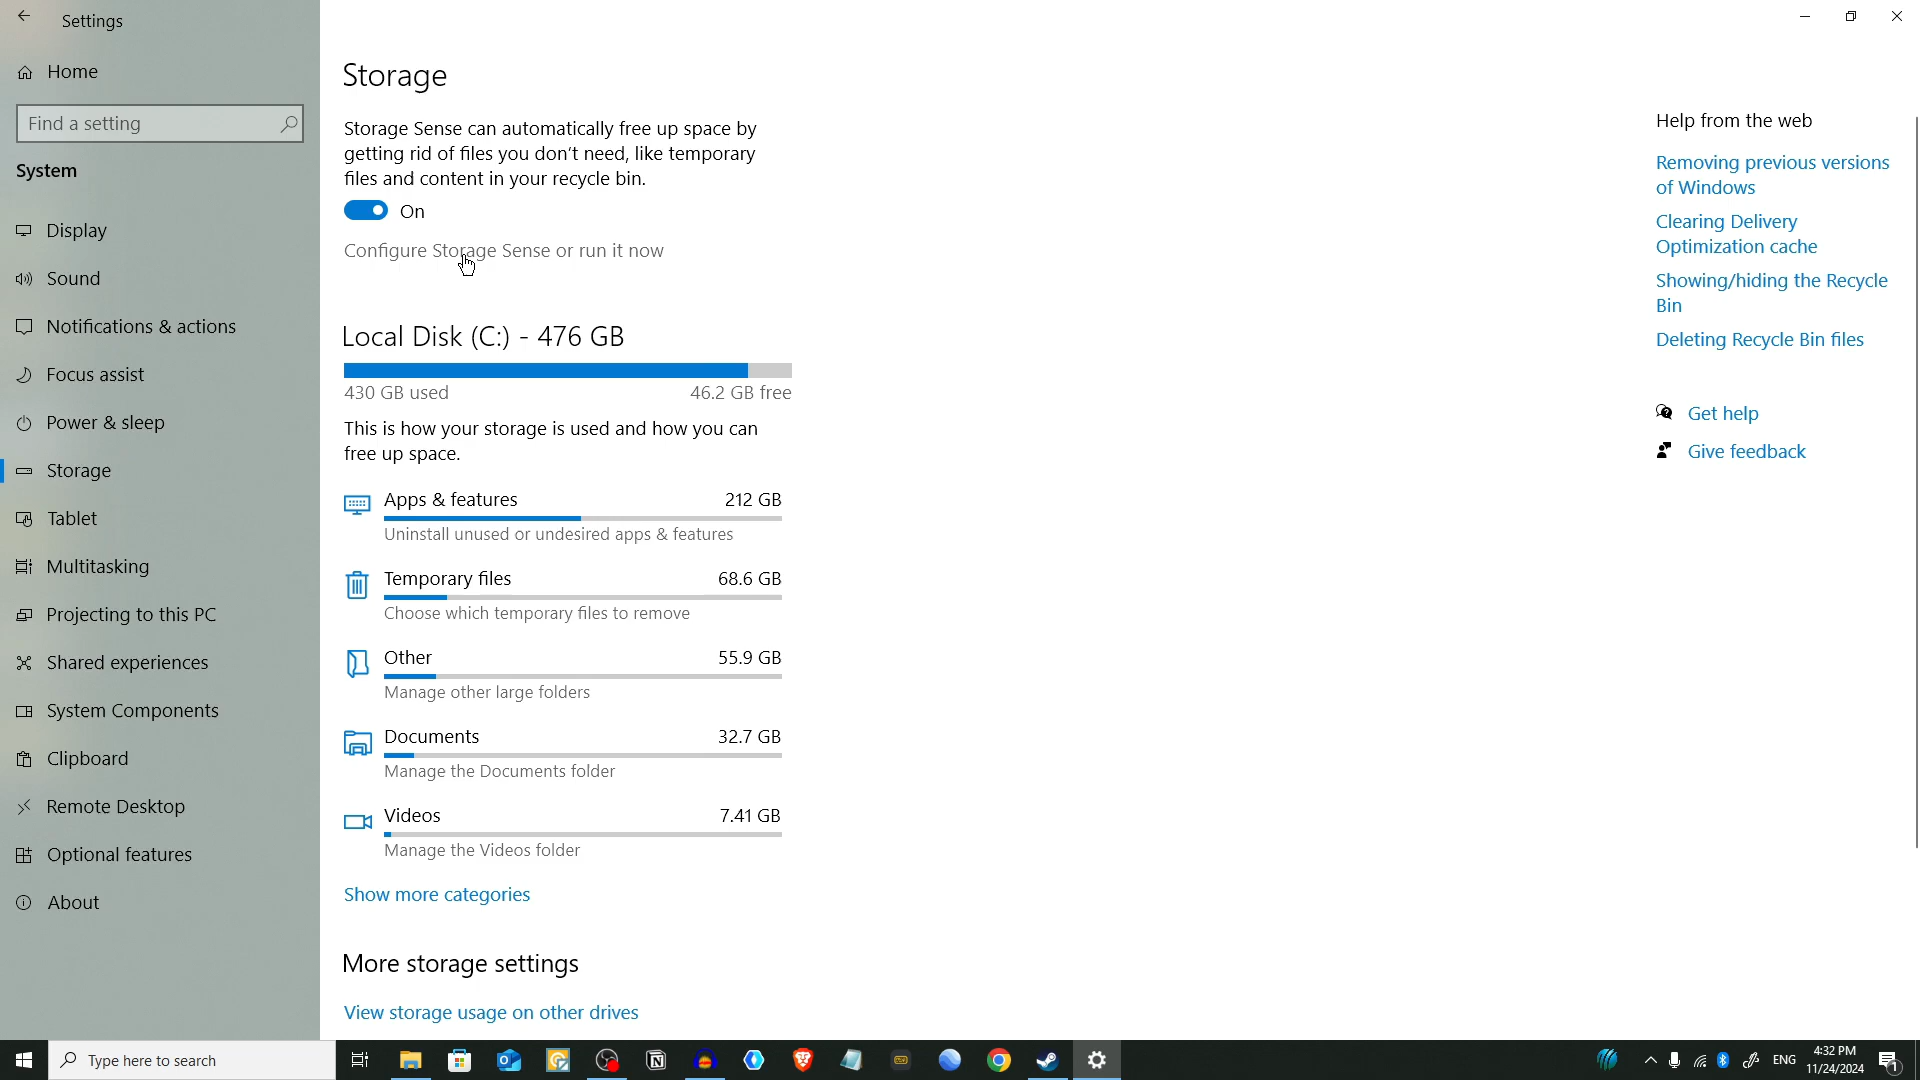 Settings
Home
Find a setting
System
Display
Sound
Notifications & actions
Focus assist
Power & sleep
Storage
Tablet
Multitasking
Projecting to this PC
Shared experiences
System Components
Clipboard
Remote Desktop
Optional features
About
Storage
Storage Sense can automatically free up space by
getting rid of files you don't need, like temporary
files and content in your recycle bin.
On
Configure Storage Sense or run it now
Local Disk (C:) - 476 GB
430 GB used 46.2 GB free
This is how your storage is used and how you can
free up space.
Apps & features 212 GB
Uninstall unused or undesired apps & features
Temporary files 68.6 GB
Choose which temporary files to remove
Other 55.9 GB
Manage other large folders
Documents 32.7 GB
Manage the Documents folder
Videos 7.41 GB
Manage the Videos folder
Show more categories
More storage settings
View storage usage on other drives
Help from the web
Removing previous versions
of Windows
Clearing Delivery
Optimization cache
Showing/hiding the Recycle
Bin
Deleting Recycle Bin files
Get help
Give feedback
Type here to search
ENG
4:32 PM
11/24/2024
1